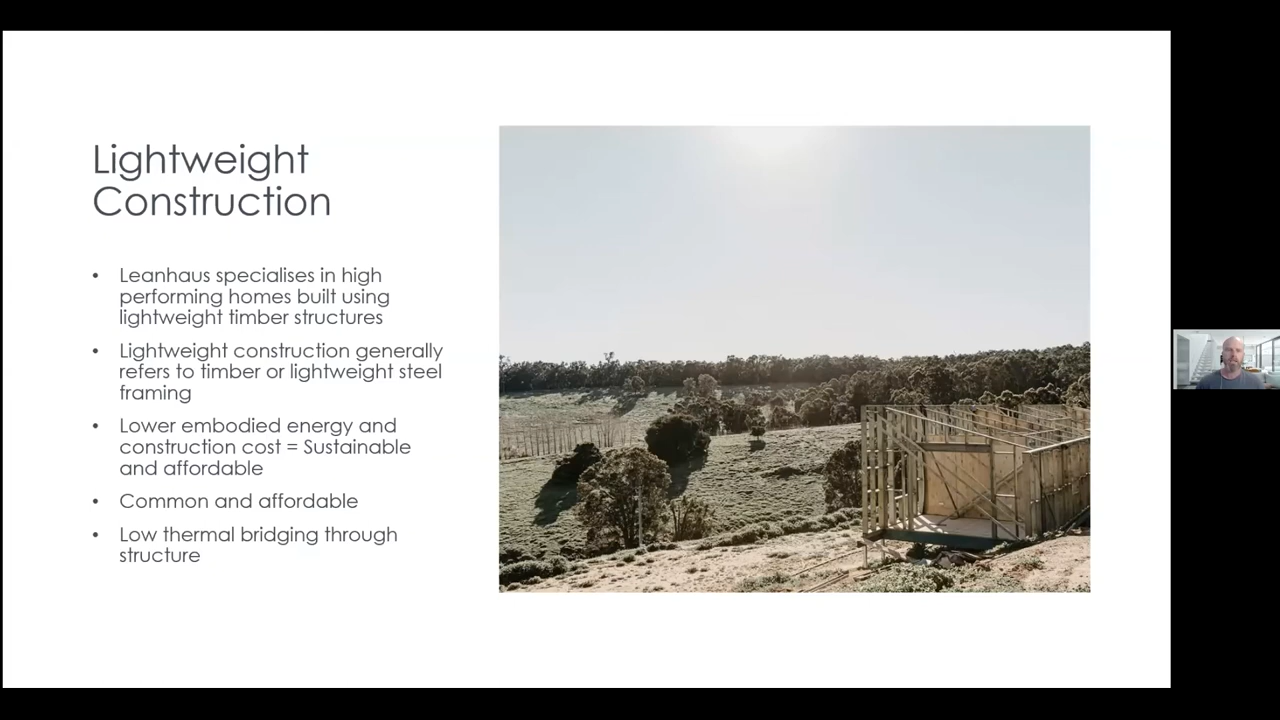 Lightweight
Construction
• Leanhaus specialises in high
performing homes built using
lightweight timber structures
• Lightweight construction generally
refers to timber or lightweight steel
framing
• Lower embodied energy and
construction cost = Sustainable
and affordable
• Common and affordable
• Low thermal bridging through
structure